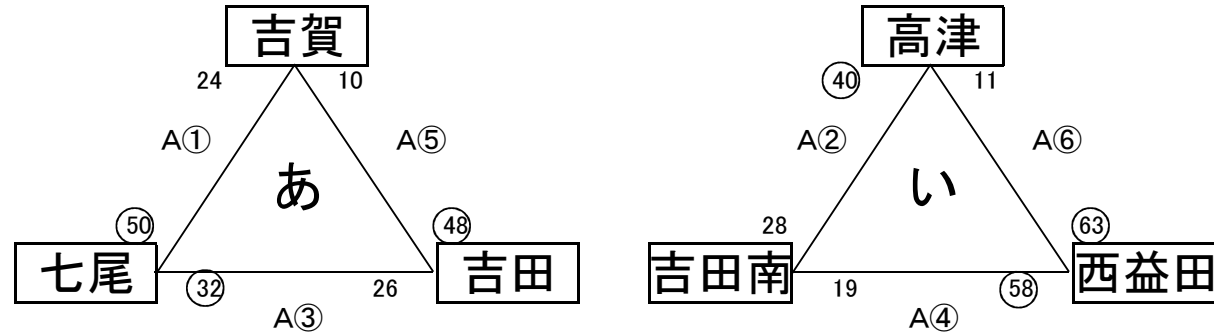 吉賀 高津
24 10 ㊵ 11
A① A⑤ A② A⑥
あ い
㊿ ㊽ 28 63
七尾 吉田 吉田南 西益田
㉜ 26 19 58
A③ A④